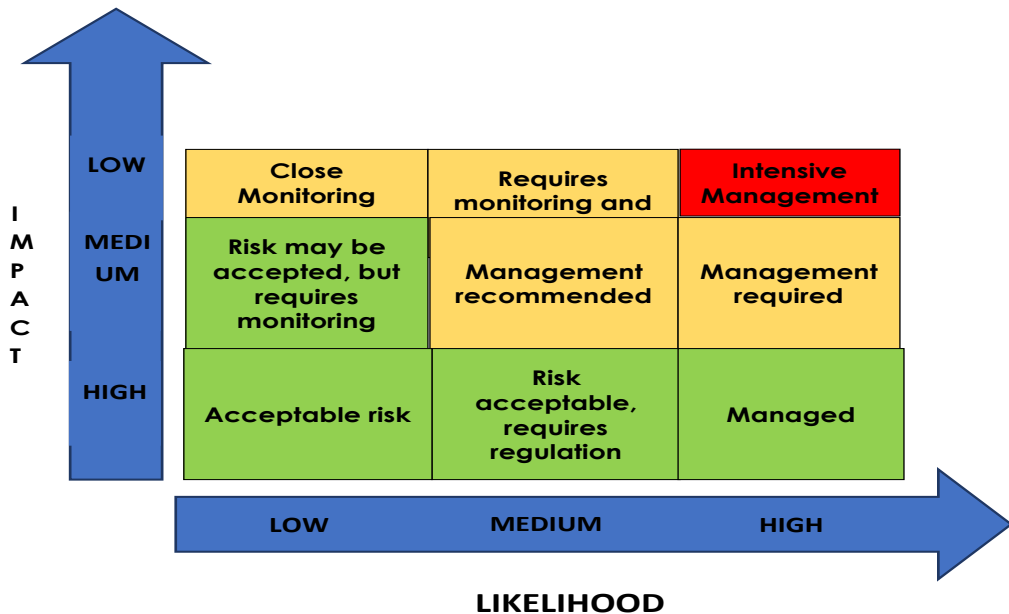 IMPACT
LOW
Close
Monitoring
Requires
monitoring and
Intensive
Management
MEDI
UM
Risk may be
accepted, but
requires
monitoring
Management
recommended
Management
required
HIGH
Acceptable risk
Risk
acceptable,
requires
regulation
Managed
LOW
MEDIUM
HIGH
LIKELIHOOD